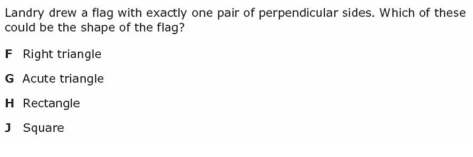 Landry drew a flag with exactly one pair of perpendicular sides. Which of these
could be the shape of the flag?
F Right triangle
G Acute triangle
H Rectangle
J Square